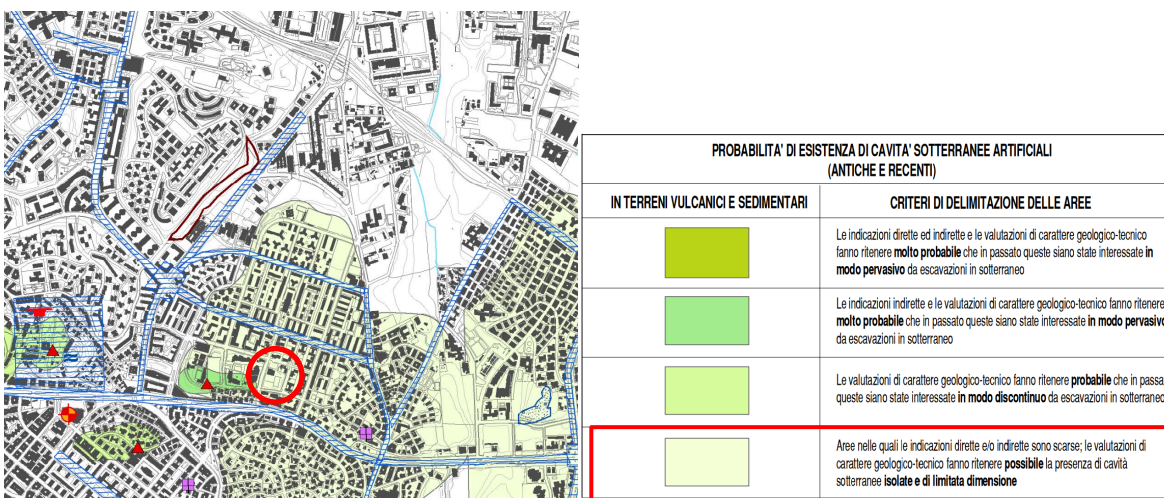 PROBABILITA' DI ESISTENZA DI CAVITA' SOTTERRANEE ARTIFICIALI
(ANTICHE E RECENTI)
IN TERRENI VULCANICI E SEDIMENTARI
CRITERI DI DELIMITAZIONE DELLE AREE
Le indicazioni dirette ed indirette e le valutazioni di carattere geologico-tecnico
fanno ritenere molto probabile che in passato queste siano state interessate in
modo pervasivo da escavazioni in sotterraneo
Le indicazioni indirette e le valutazioni di carattere geologico-tecnico fanno ritenere
molto probabile che in passato queste siano state interessate in modo pervasivo
da escavazioni in sotterraneo
Le valutazioni di carattere geologico-tecnico fanno ritenere probabile che in passa
queste siano state interessate in modo discontinuo da escavazioni in sotterraneo
Aree nelle quali le indicazioni dirette e/o indirette sono scarse; le valutazioni di
carattere geologico-tecnico fanno ritenere possibile la presenza di cavità
sotterranee isolate e di limitata dimensione